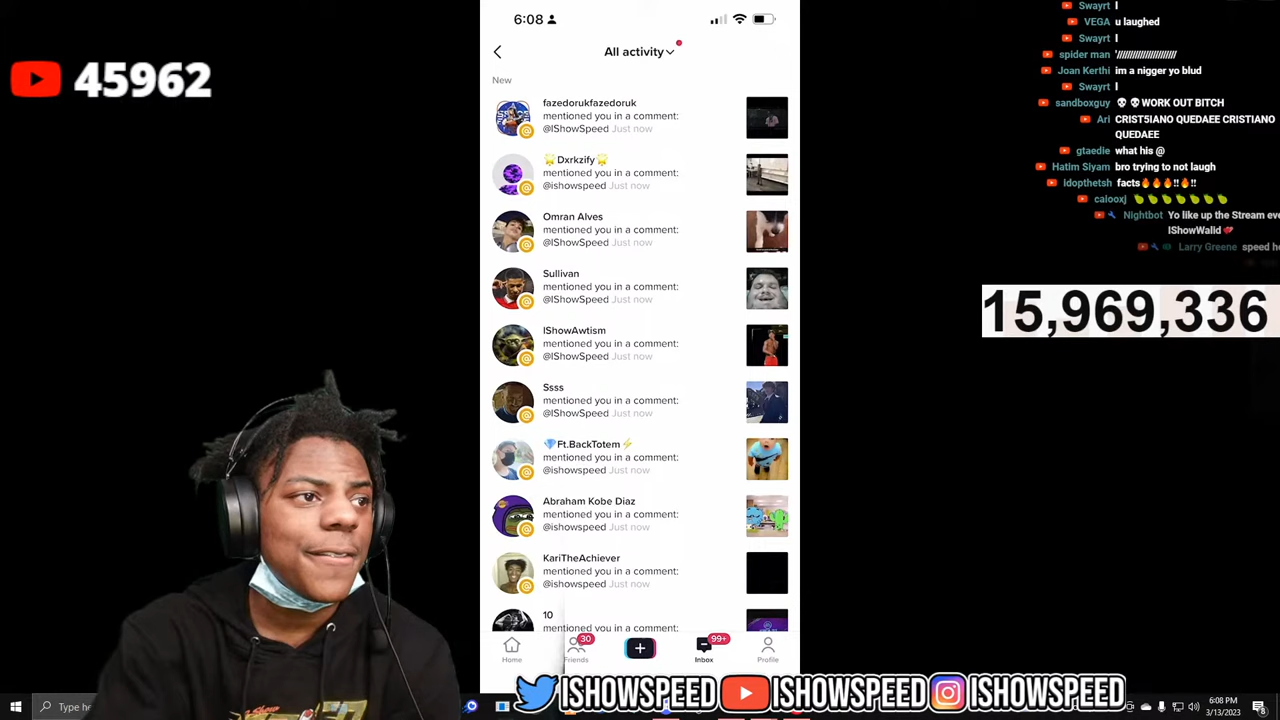 45962
6:08
All activity
New
fazedorukfazedoruk
mentioned you in a comment:
@IShowSpeed Just now
Dxrkzify
mentioned you in a comment:
@ishowspeed Just now
Omran Alves
mentioned you in a comment:
@IShowSpeed Just now
Sullivan
mentioned you in a comment:
@IShowSpeed Just now
IShowAwtism
mentioned you in a comment:
@IShowSpeed Just now
Ssss
mentioned you in a comment:
@IShowSpeed Just now
💎Ft.BackTotem⚡
mentioned you in a comment:
@ishowspeed Just now
Abraham Kobe Diaz
mentioned you in a comment:
@ishowspeed Just now
KariTheAchiever
mentioned you in a comment:
@ishowspeed Just now
10
mentioned you in a comment:
Home
30
Friends
99+
Inbox
Profile
Swayrt I
VEGA u laughed
Swayrt I
spider man '//////////////////////
Joan Kerthi im a nigger yo blud
Swayrt I
sandboxguy 💀💀WORK OUT BITCH
Ari CRIST5IANO QUEDAEE CRISTIANO
QUEDAEE
gtaedie what his @
Hatim Siyam bro trying to not laugh
Idopthetsh facts🔥🔥🔥!!🔥!!
calooxj 🍋🍋🍋🍋🍋🍋🍋
Nightbot Yo like up the Stream eve
IShowWalid
Larry Greene speed he
15,969,336
ISHOWSPEED ISHOWSPEED ISHOWSPEED
Type he
6:08 PM
3/13/2023